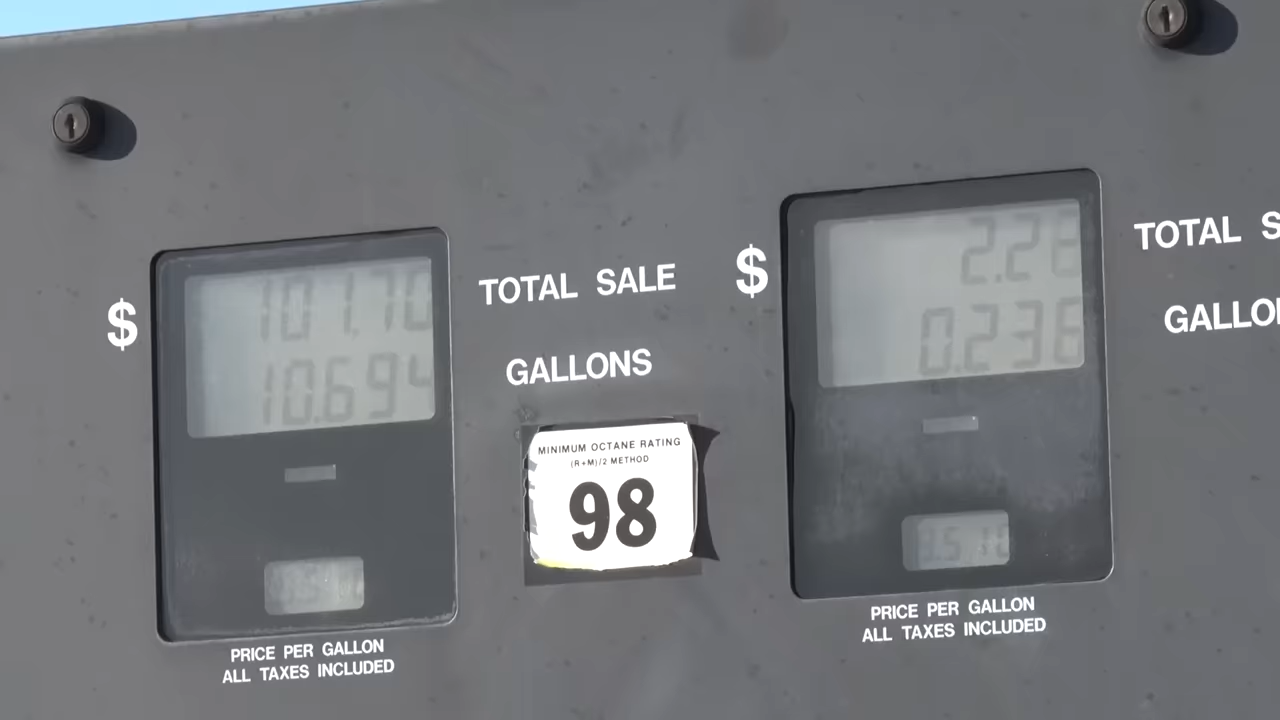 $
101.70
10.694
TOTAL SALE
GALLONS
MINIMUM OCTANE RATING
(R+M)/2 METHOD
98
PRICE PER GALLON
ALL TAXES INCLUDED
$
2.26
0.236
TOTAL S
GALLO
PRICE PER GALLON
ALL TAXES INCLUDED